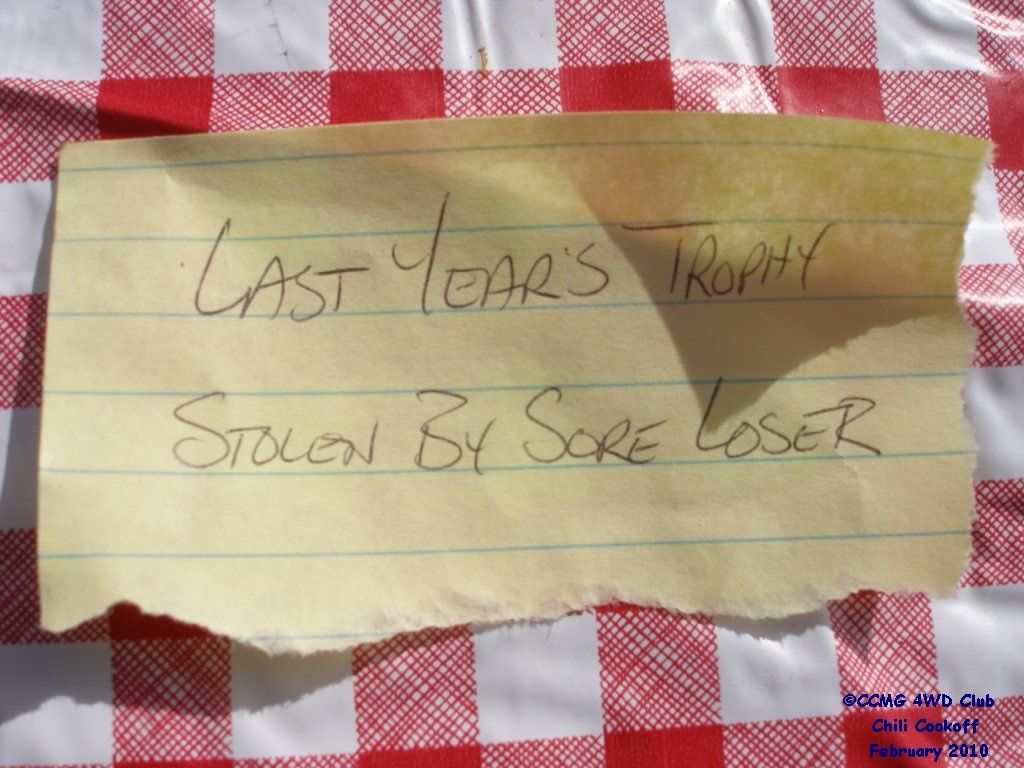 LAST YEAR'S TROPHY
STOLEN BY SORE LOSER
©CCMG 4WD Club
Chili Cookoff
February 2010